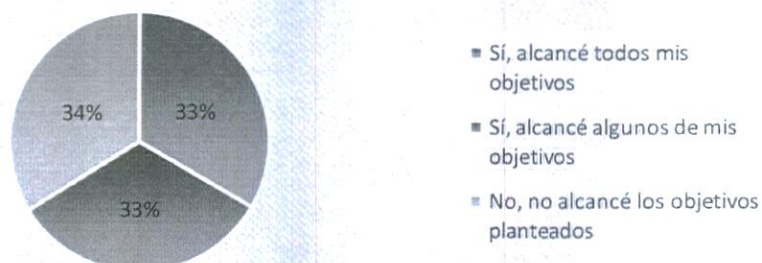 34%
33%
33%
Sí, alcancé todos mis
objetivos
Sí, alcancé algunos de mis
objetivos
No, no alcancé los objetivos
planteados